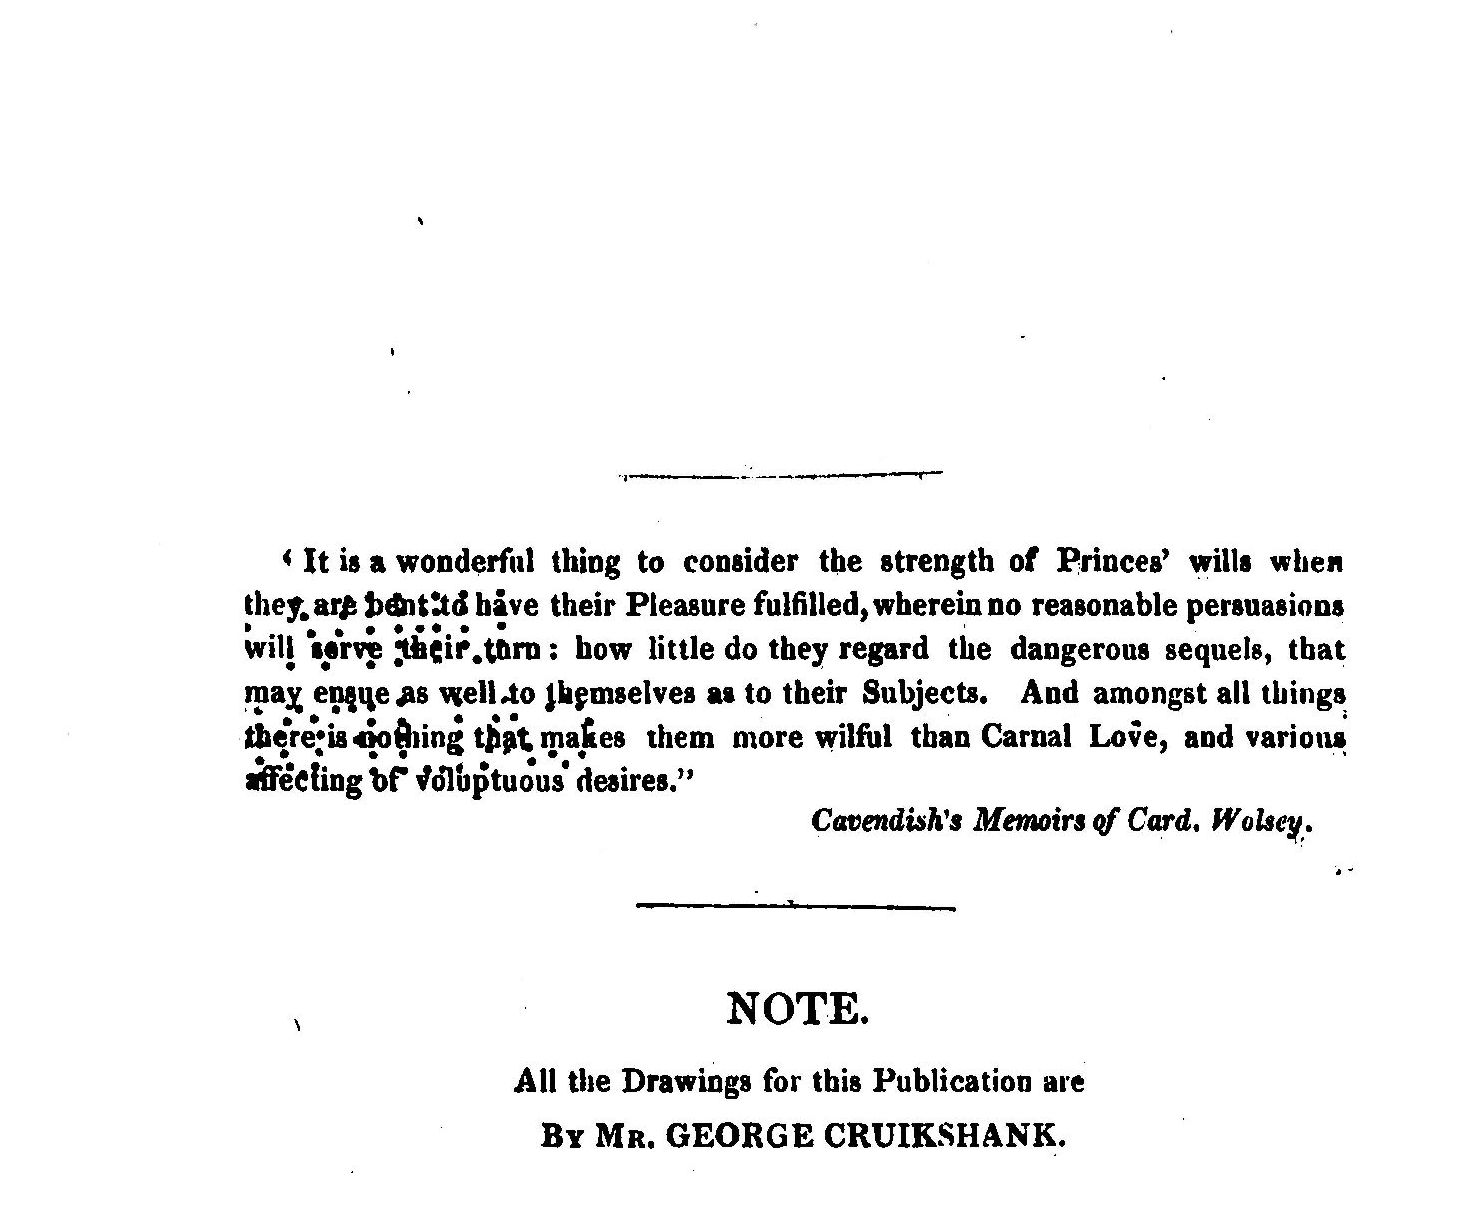 ‘ It is a wonderful thing to consider the strength of Princes’ wills when
they are bent to have their Pleasure fulfilled, wherein no reasonable persuasions
will serve their turn : how little do they regard the dangerous sequels, that
may ensue as well to themselves as to their Subjects. And amongst all things
there is nothing that makes them more wilful than Carnal Love, and various
affecting of voluptuous desires.”
Cavendish's Memoirs of Card. Wolsey.
NOTE.
All the Drawings for this Publication are
By Mr. GEORGE CRUIKSHANK.